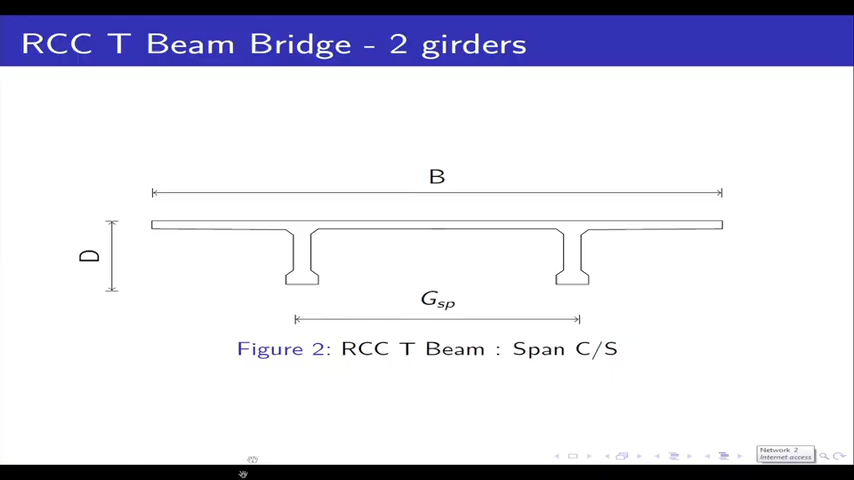 RCC T Beam Bridge - 2 girders
B
D
G_sp
Figure 2: RCC T Beam : Span C/S
Network 2
Internet access